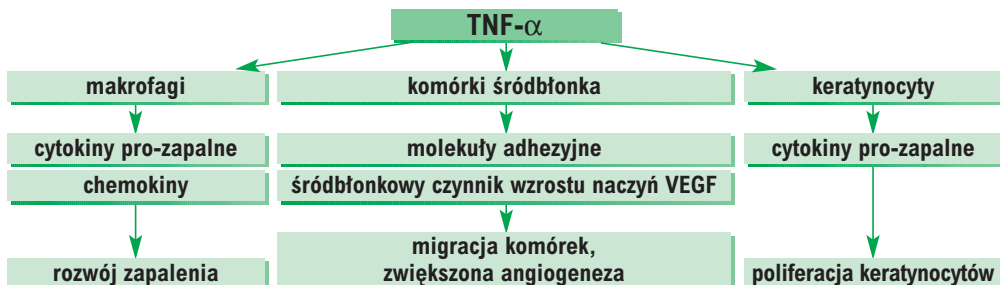 TNF-α
makrofagi
komórki śródbłonka
keratynocyty
cytokiny pro-zapalne
molekuły adhezyjne
cytokiny pro-zapalne
chemokiny
śródbłonkowy czynnik wzrostu naczyń VEGF
rozwój zapalenia
migracja komórek,
zwiększona angiogeneza
poliferacja keratynocytów